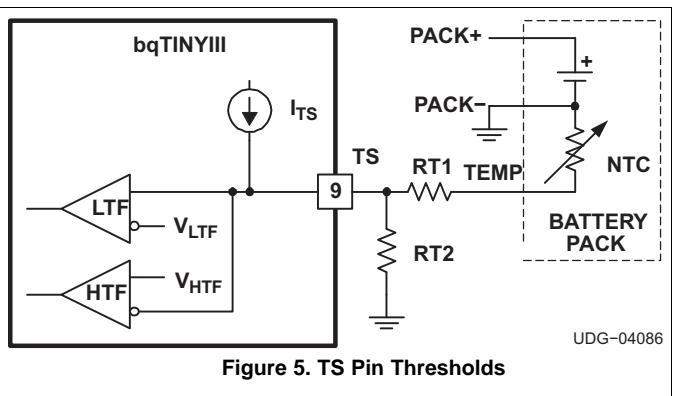 bqTINYIII
PACK+
+
I_TS
PACK−
TS
RT1
TEMP
NTC
9
LTF
V_LTF
BATTERY
PACK
RT2
HTF
V_HTF
UDG−04086
Figure 5. TS Pin Thresholds